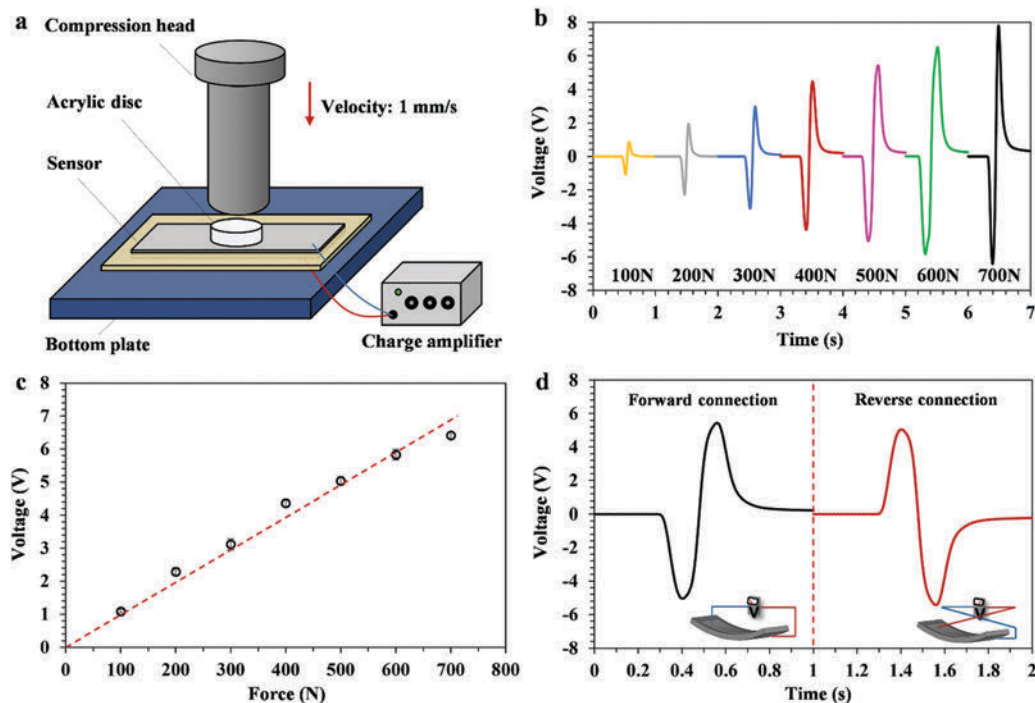 a
Compression head
Acrylic disc
Velocity: 1 mm/s
Sensor
Bottom plate
Charge amplifier
b
Voltage (V)
8
6
4
2
0
-2
-4
-6
-8
100N 200N 300N 400N 500N 600N 700N
0 1 2 3 4 5 6 7
Time (s)
c
Voltage (V)
8
7
6
5
4
3
2
1
0
0 100 200 300 400 500 600 700 800
Force (N)
d
Voltage (V)
8
6
4
2
0
-2
-4
-6
-8
Forward connection
Reverse connection
0 0.2 0.4 0.6 0.8 1 1.2 1.4 1.6 1.8 2
Time (s)